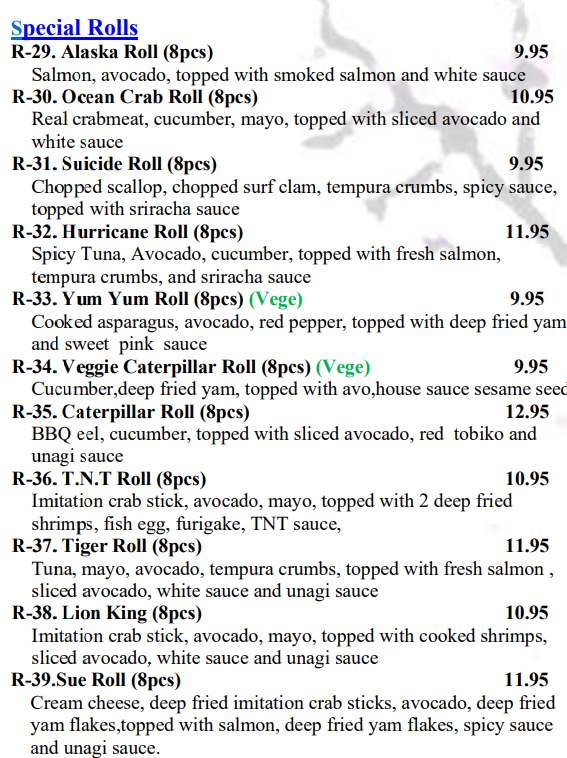 Special Rolls
R-29. Alaska Roll (8pcs) 9.95
Salmon, avocado, topped with smoked salmon and white sauce
R-30. Ocean Crab Roll (8pcs) 10.95
Real crabmeat, cucumber, mayo, topped with sliced avocado and
white sauce
R-31. Suicide Roll (8pcs) 9.95
Chopped scallop, chopped surf clam, tempura crumbs, spicy sauce,
topped with sriracha sauce
R-32. Hurricane Roll (8pcs) 11.95
Spicy Tuna, Avocado, cucumber, topped with fresh salmon,
tempura crumbs, and sriracha sauce
R-33. Yum Yum Roll (8pcs) (Vege) 9.95
Cooked asparagus, avocado, red pepper, topped with deep fried yam
and sweet pink sauce
R-34. Veggie Caterpillar Roll (8pcs) (Vege) 9.95
Cucumber,deep fried yam, topped with avo,house sauce sesame seed
R-35. Caterpillar Roll (8pcs) 12.95
BBQ eel, cucumber, topped with sliced avocado, red tobiko and
unagi sauce
R-36. T.N.T Roll (8pcs) 10.95
Imitation crab stick, avocado, mayo, topped with 2 deep fried
shrimps, fish egg, furigake, TNT sauce,
R-37. Tiger Roll (8pcs) 11.95
Tuna, mayo, avocado, tempura crumbs, topped with fresh salmon ,
sliced avocado, white sauce and unagi sauce
R-38. Lion King (8pcs) 10.95
Imitation crab stick, avocado, mayo, topped with cooked shrimps,
sliced avocado, white sauce and unagi sauce
R-39.Sue Roll (8pcs) 11.95
Cream cheese, deep fried imitation crab sticks, avocado, deep fried
yam flakes,topped with salmon, deep fried yam flakes, spicy sauce
and unagi sauce.